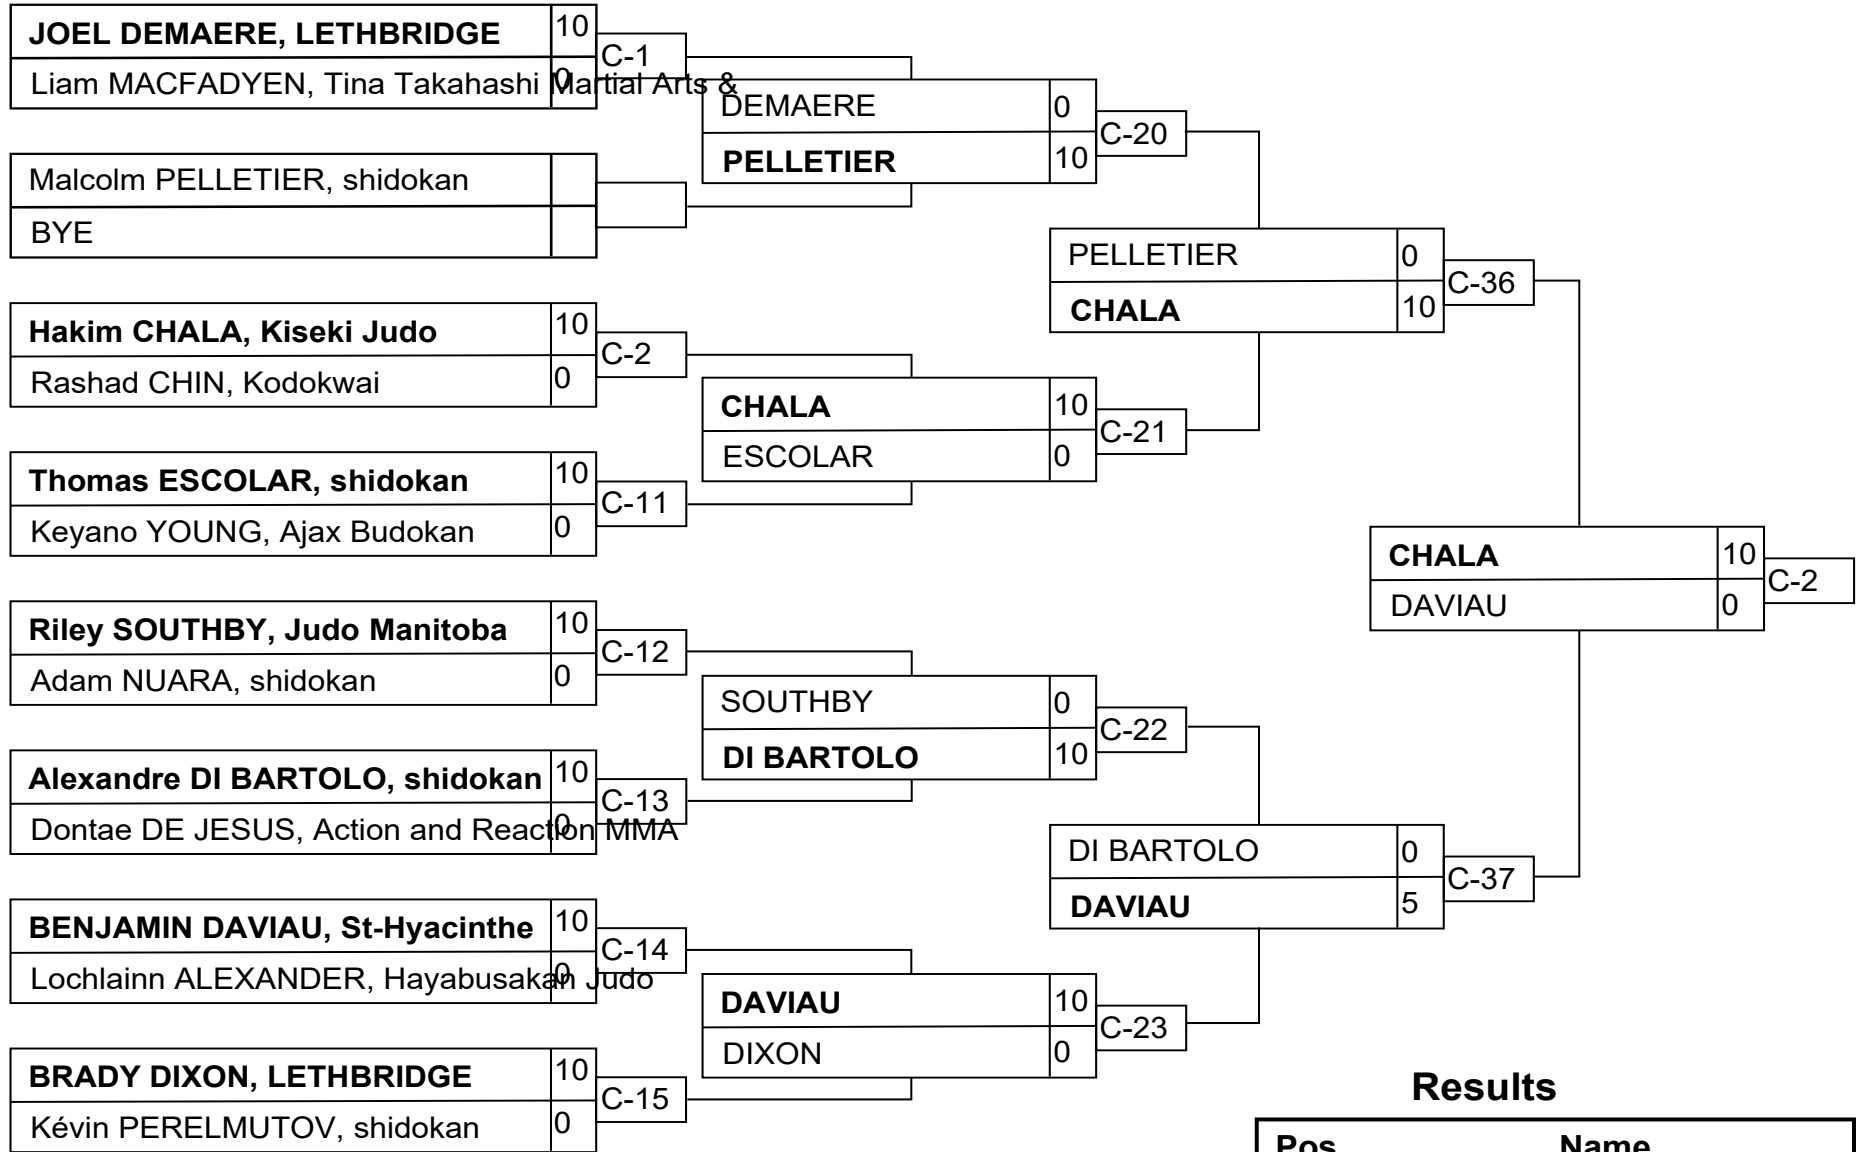 JOEL DEMAERE, LETHBRIDGE 10
C-1
Liam MACFADYEN, Tina Takahashi Martial Arts & 0
Malcolm PELLETIER, shidokan
BYE
Hakim CHALA, Kiseki Judo 10
C-2
Rashad CHIN, Kodokwai 0
Thomas ESCOLAR, shidokan 10
C-11
Keyano YOUNG, Ajax Budokan 0
Riley SOUTHBY, Judo Manitoba 10
C-12
Adam NUARA, shidokan 0
Alexandre DI BARTOLO, shidokan 10
C-13
Dontae DE JESUS, Action and Reaction MMA 0
BENJAMIN DAVIAU, St-Hyacinthe 10
C-14
Lochlainn ALEXANDER, Hayabusakan Judo 0
BRADY DIXON, LETHBRIDGE 10
C-15
Kévin PERELMUTOV, shidokan 0
DEMAERE 0
C-20
PELLETIER 10
CHALA 10
C-21
ESCOLAR 0
SOUTHBY 0
C-22
DI BARTOLO 10
DAVIAU 10
C-23
DIXON 0
PELLETIER 0
C-36
CHALA 10
DI BARTOLO 0
C-37
DAVIAU 5
CHALA 10
C-2
DAVIAU 0
Results
Pos Name